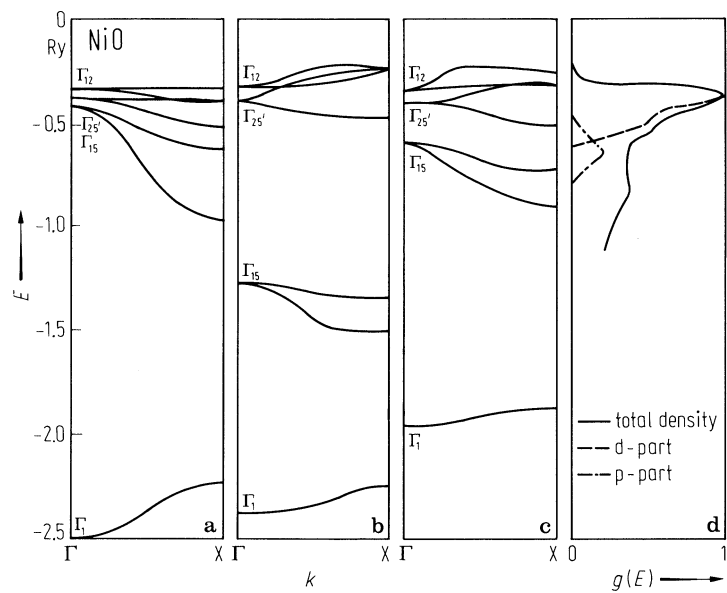 0
Ry
-0.5
-1.0
-1.5
-2.0
-2.5
E
NiO
Γ12
Γ25'
Γ15
Γ1
a
Γ
X
Γ12
Γ25'
Γ15
Γ1
b
Γ
X
k
Γ12
Γ25'
Γ15
Γ1
c
Γ
X
total density
d-part
p-part
d
0
1
g(E)